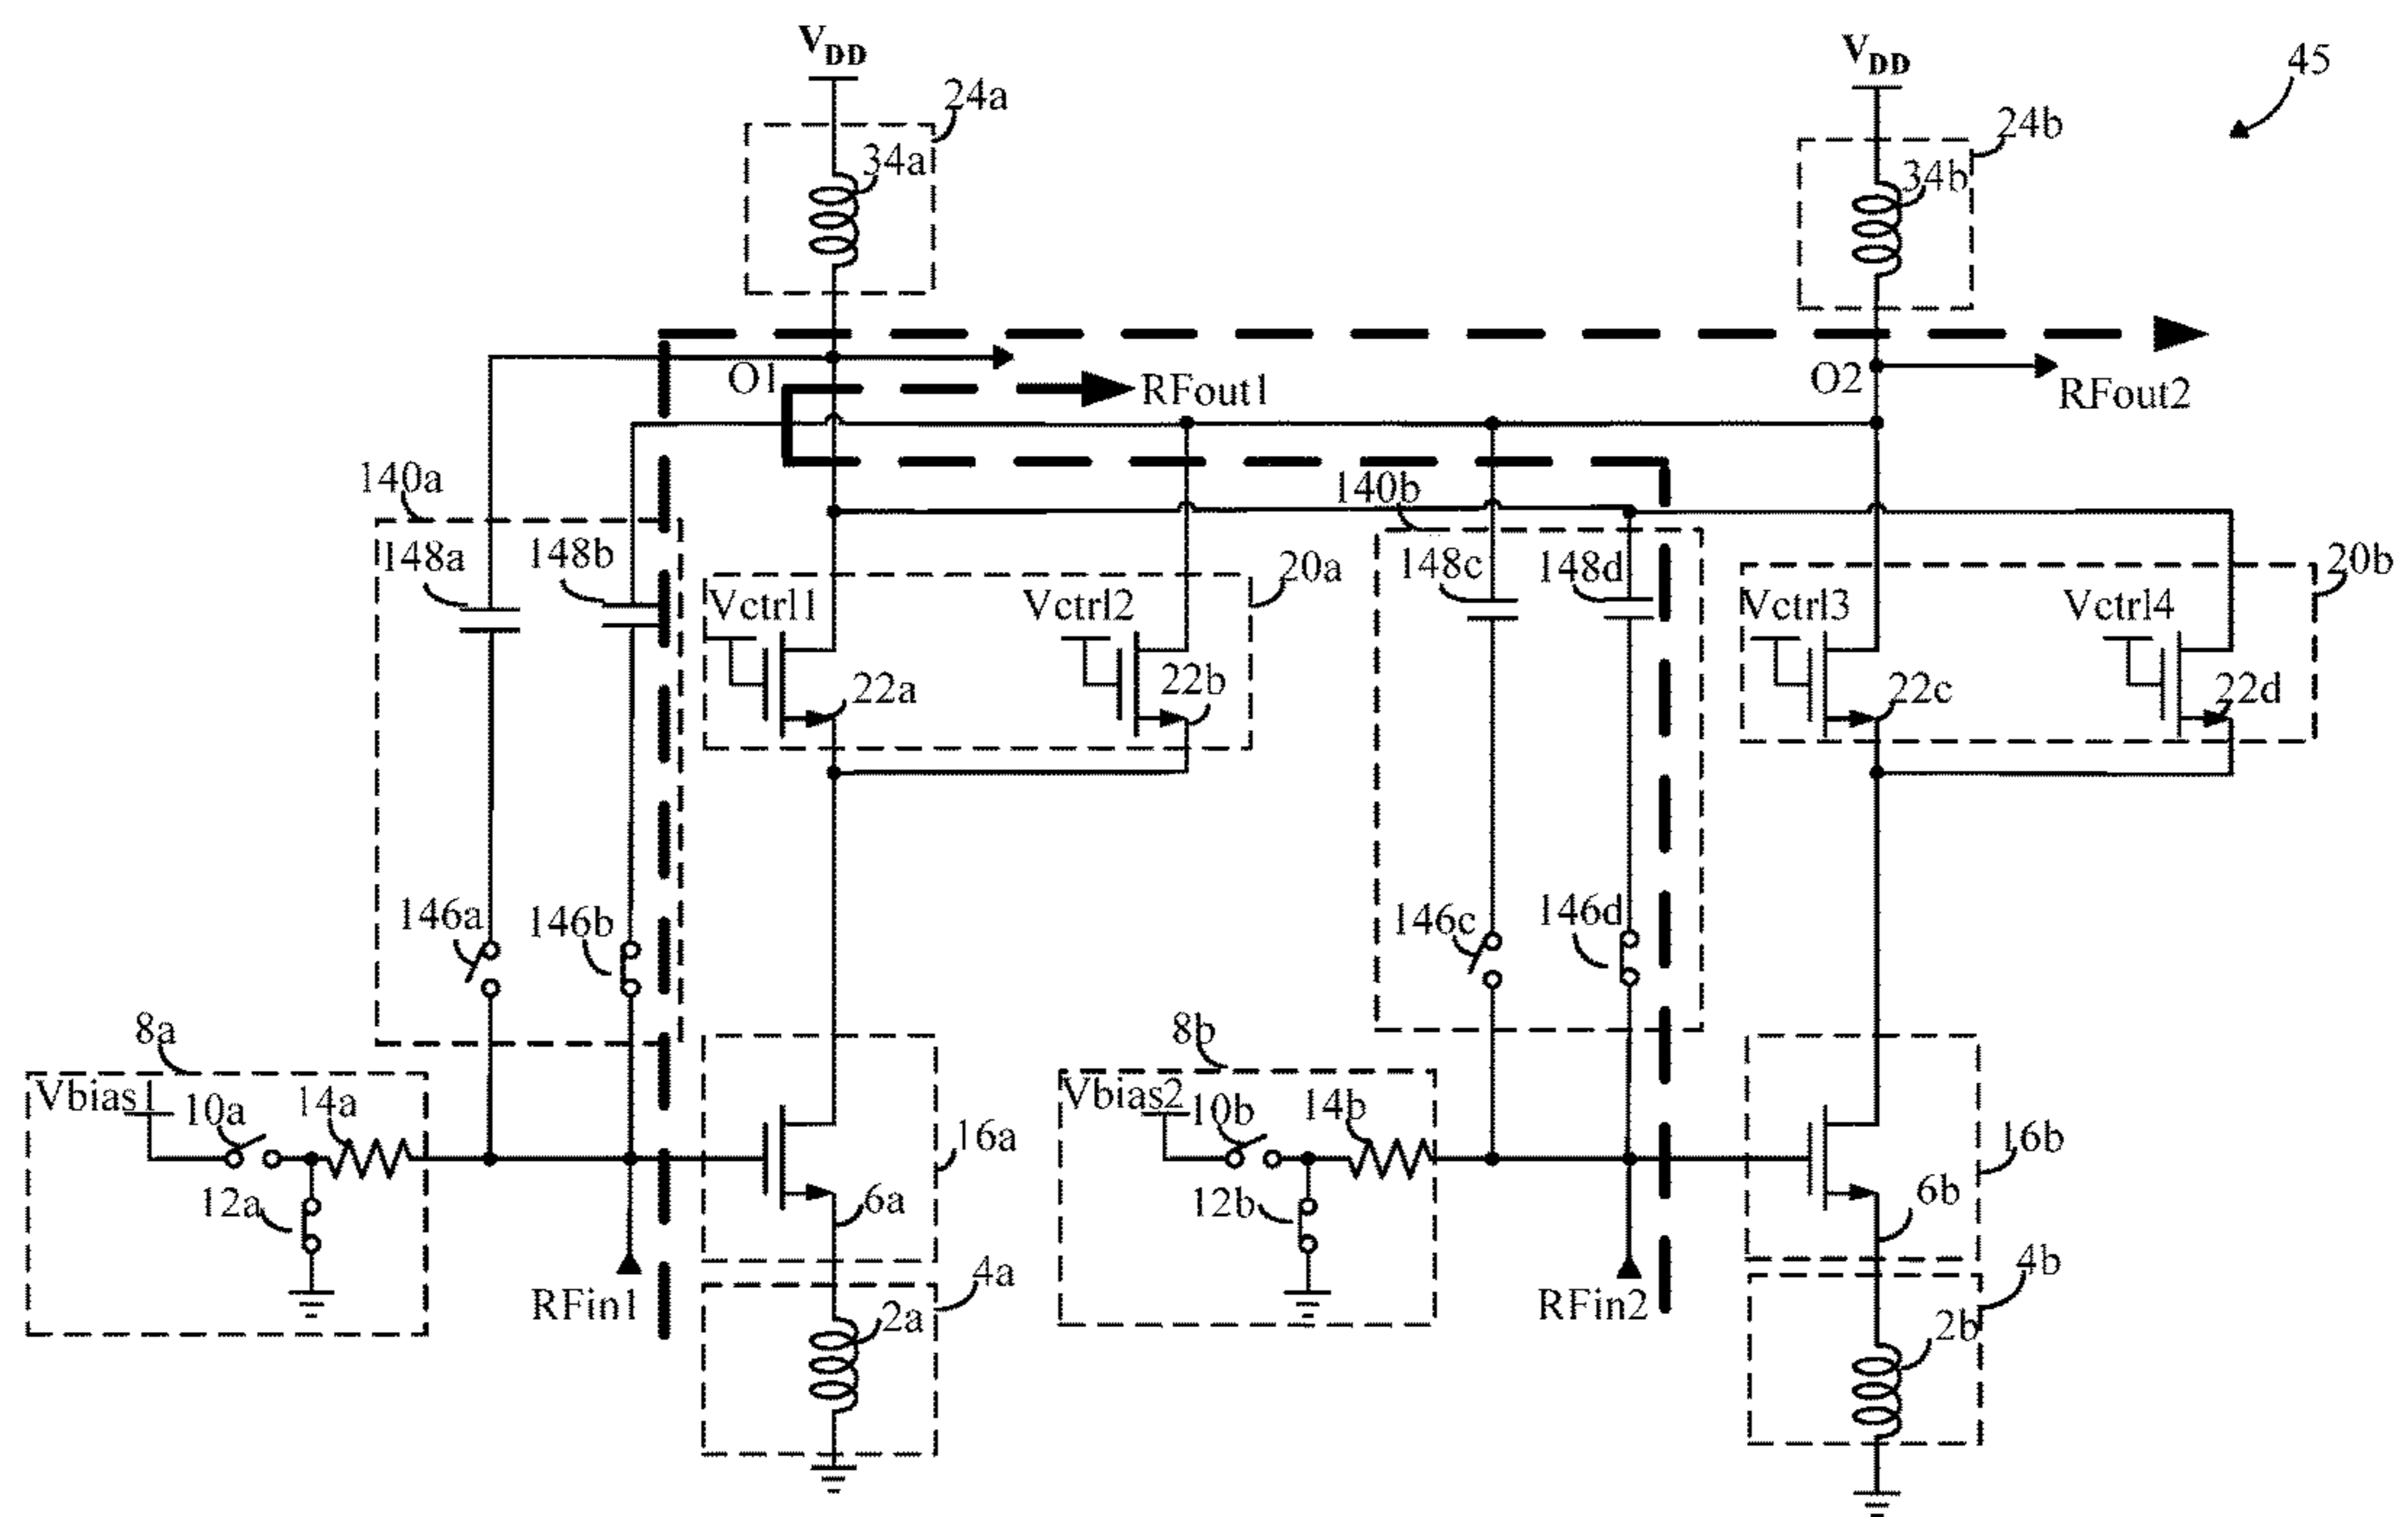 VDD
VDD
45
24a
24b
34a
34b
O1
RFout1
O2
RFout2
140a
140b
148a
148b
148c
148d
20a
20b
Vctrl1
Vctrl2
Vctrl3
Vctrl4
22a
22b
22c
22d
146a
146b
146c
146d
8a
8b
Vbias1
10a
14a
Vbias2
10b
14b
16a
16b
12a
6a
12b
6b
RFin1
4a
RFin2
4b
2a
2b